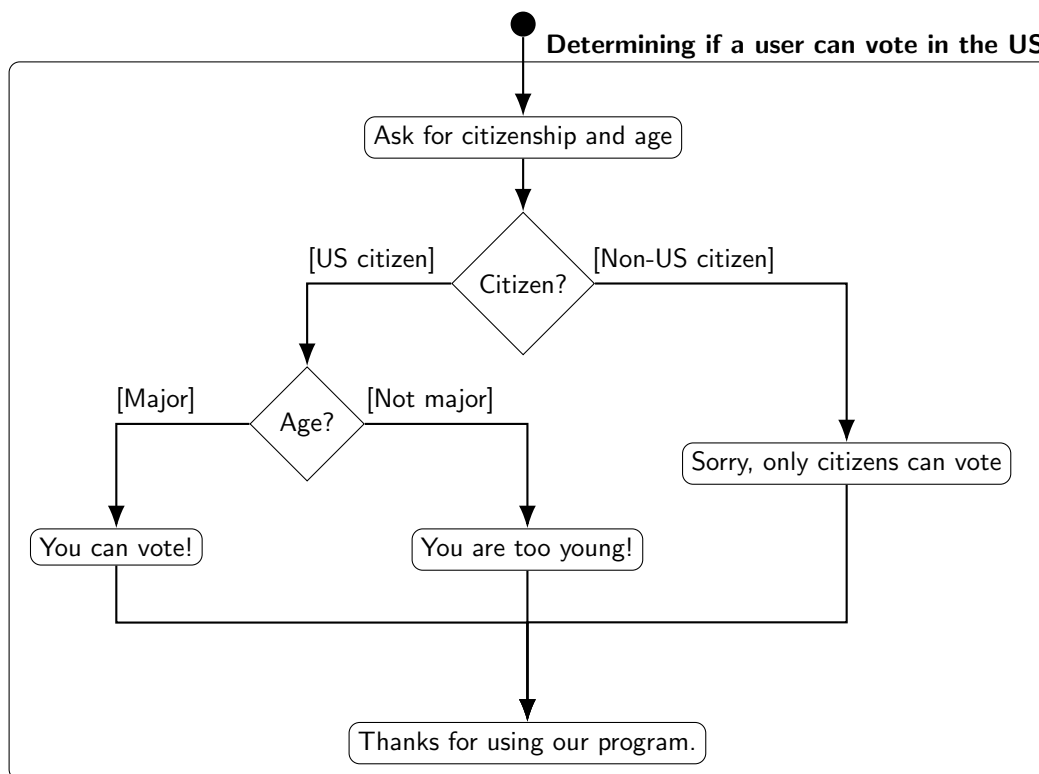 Determining if a user can vote in the US
Ask for citizenship and age
[US citizen]
Citizen?
[Non-US citizen]
[Major]
Age?
[Not major]
Sorry, only citizens can vote
You can vote!
You are too young!
Thanks for using our program.